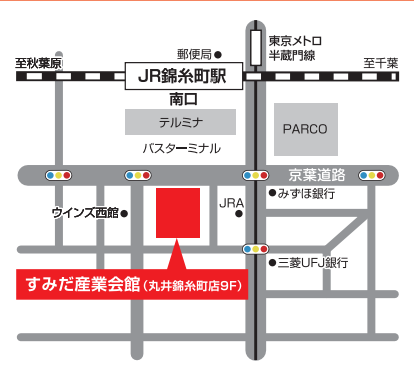 東京メトロ
半蔵門線
郵便局
至秋葉原
至千葉
JR錦糸町駅
南口
テルミナ
PARCO
バスターミナル
京葉道路
みずほ銀行
ウインズ西館
JRA
三菱UFJ銀行
すみだ産業会館（丸井錦糸町店9F）